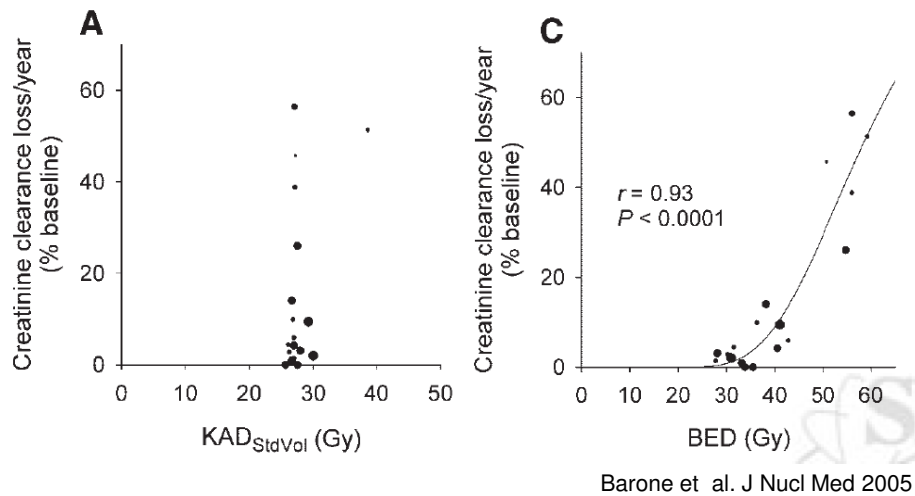 A
Creatinine clearance loss/year
(% baseline)
60
40
20
0
0
10
20
30
40
50
KAD_StdVol (Gy)
C
Creatinine clearance loss/year
(% baseline)
60
40
20
0
r = 0.93
P < 0.0001
0
10
20
30
40
50
60
BED (Gy)
S
Barone et al. J Nucl Med 2005